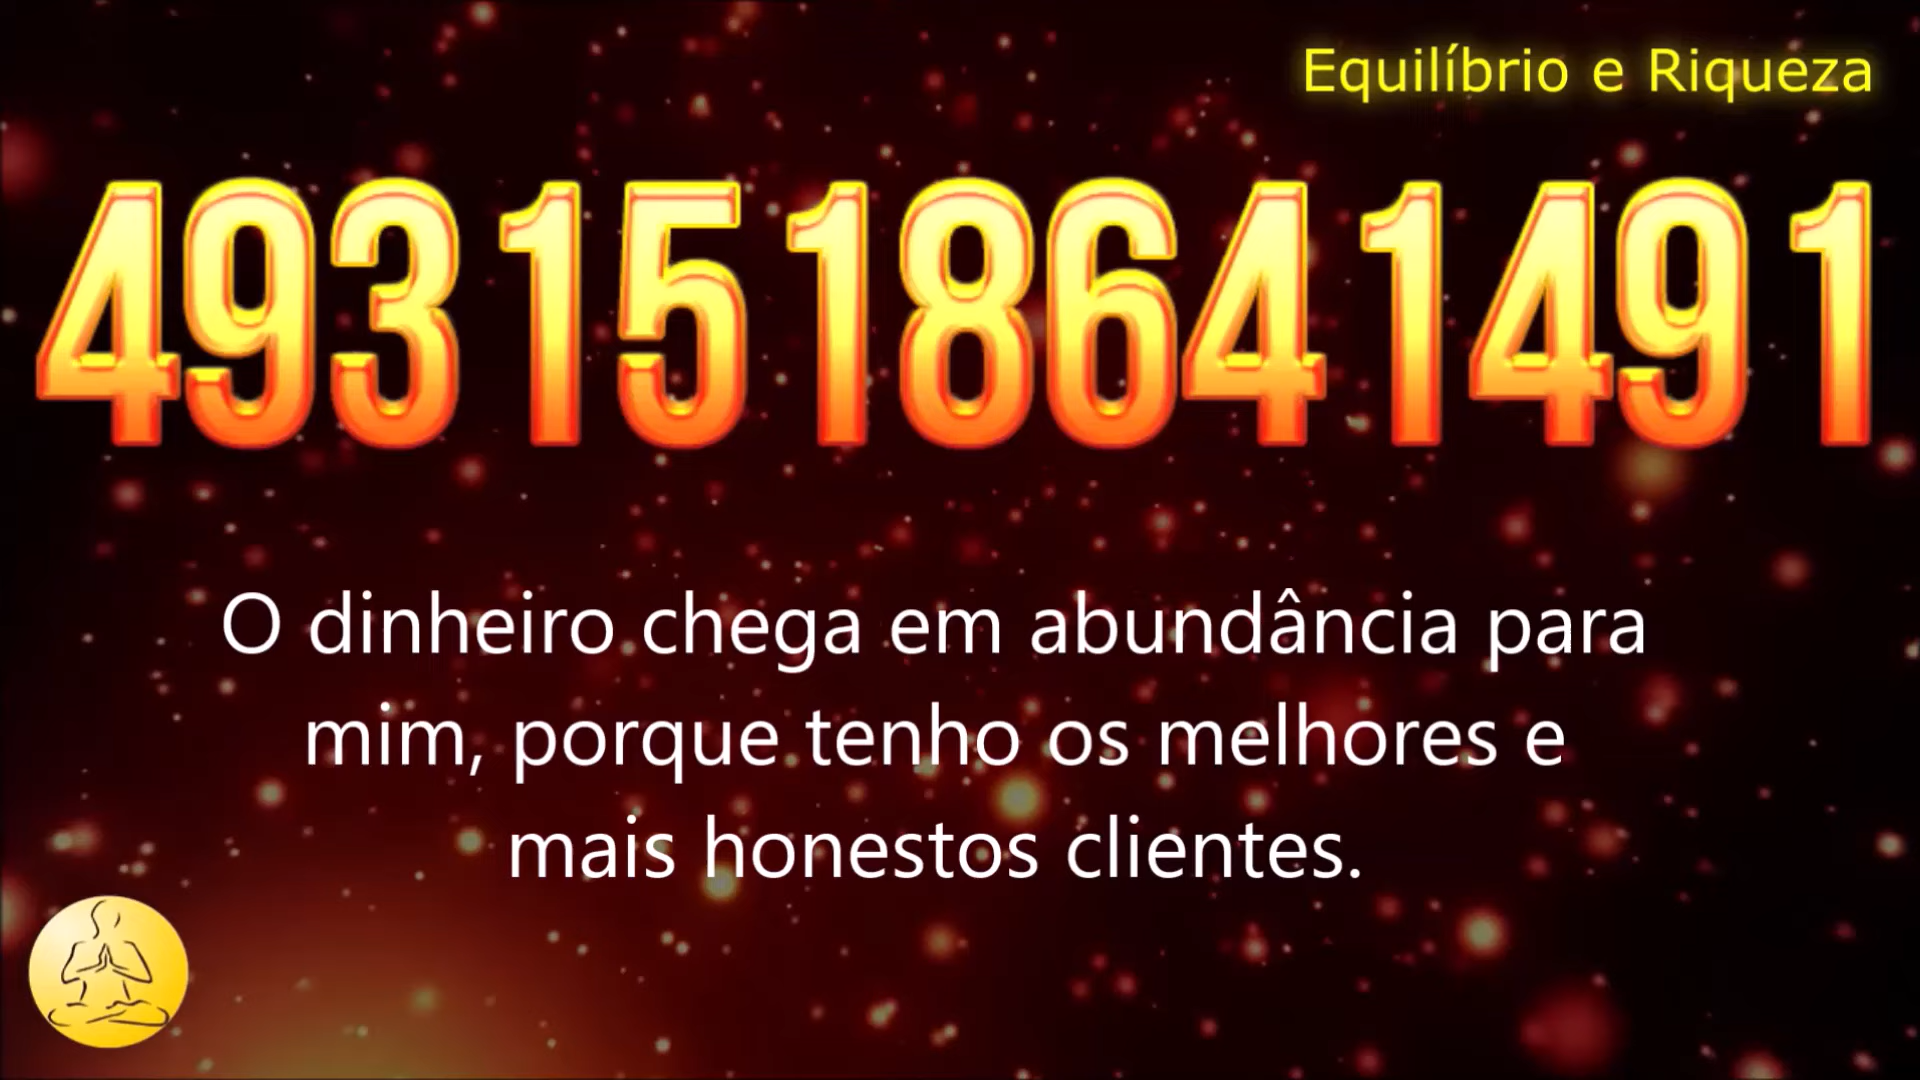 Equilíbrio e Riqueza
4931518641491
O dinheiro chega em abundância para
mim, porque tenho os melhores e
mais honestos clientes.